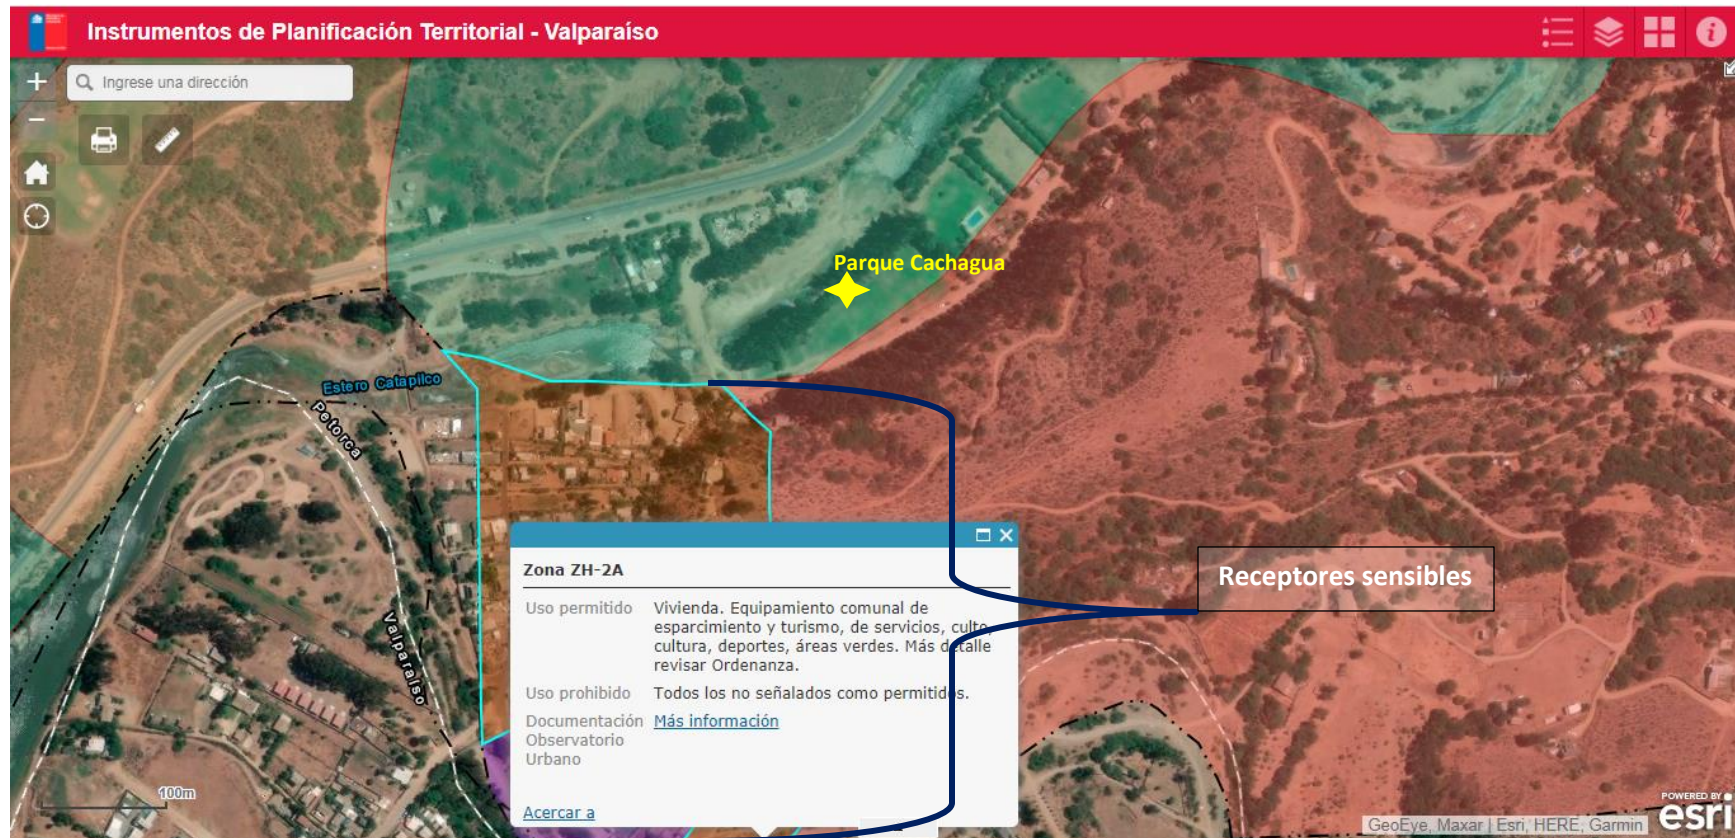 Instrumentos de Planificación Territorial - Valparaíso
Ingrese una dirección
Parque Cachagua
Estero Catapilco
Petorca
Valparaíso
Receptores sensibles
Zona ZH-2A
Uso permitido
Vivienda. Equipamiento comunal de
esparcimiento y turismo, de servicios, culto,
cultura, deportes, áreas verdes. Más detalle
revisar Ordenanza.
Uso prohibido
Todos los no señalados como permitidos.
Documentación
Observatorio
Urbano
Más información
Acercar a
100m
POWERED BY
esri
GeoEye, Maxar | Esri, HERE, Garmin